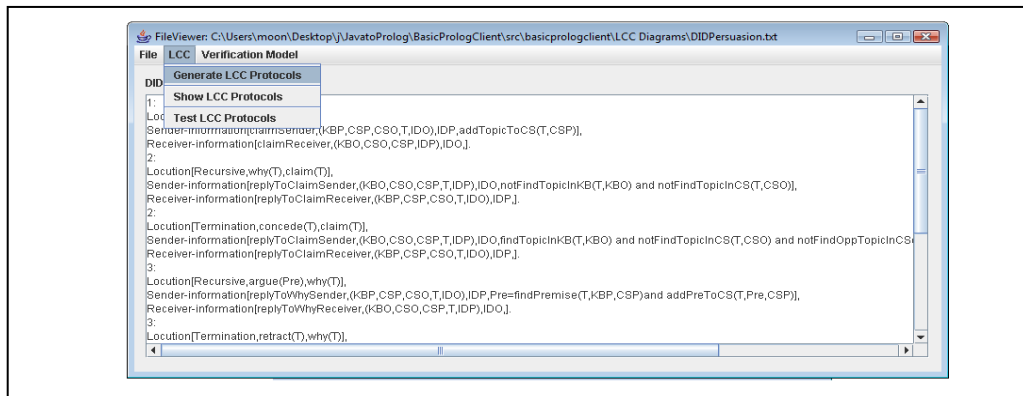 FileViewer: C:\Users\moon\Desktop\j\JavatoProlog\BasicPrologClient\src\basicprologclient\LCC Diagrams\DIDPersuasion.txt
File LCC Verification Model
Generate LCC Protocols
DID
Show LCC Protocols
1:
Test LCC Protocols
Loc
Sender-information[claimSender,(KBP,CSP,CSO,T,IDO),IDP,addTopicToCS(T,CSP)],
Receiver-information[claimReceiver,(KBO,CSO,CSP,IDP),IDO,].
2:
Locution[Recursive,why(T),claim(T)],
Sender-information[replyToClaimSender,(KBO,CSO,CSP,T,IDP),IDO,notFindTopicInKB(T,KBO) and notFindTopicInCS(T,CSO)],
Receiver-information[replyToClaimReceiver,(KBP,CSP,CSO,T,IDO),IDP,].
2:
Locution[Termination,concede(T),claim(T)],
Sender-information[replyToClaimSender,(KBO,CSO,CSP,T,IDP),IDO,findTopicInKB(T,KBO) and notFindTopicInCS(T,CSO) and notFindOppTopicInCS
Receiver-information[replyToClaimReceiver,(KBP,CSP,CSO,T,IDO),IDP,].
3:
Locution[Recursive,argue(Pre),why(T)],
Sender-information[replyToWhySender,(KBP,CSP,CSO,T,IDO),IDP,Pre=findPremise(T,KBP,CSP)and addPreToCS(T,Pre,CSP)],
Receiver-information[replyToWhyReceiver,(KBO,CSO,CSP,T,IDP),IDO,].
3:
Locution[Termination,retract(T),why(T)],